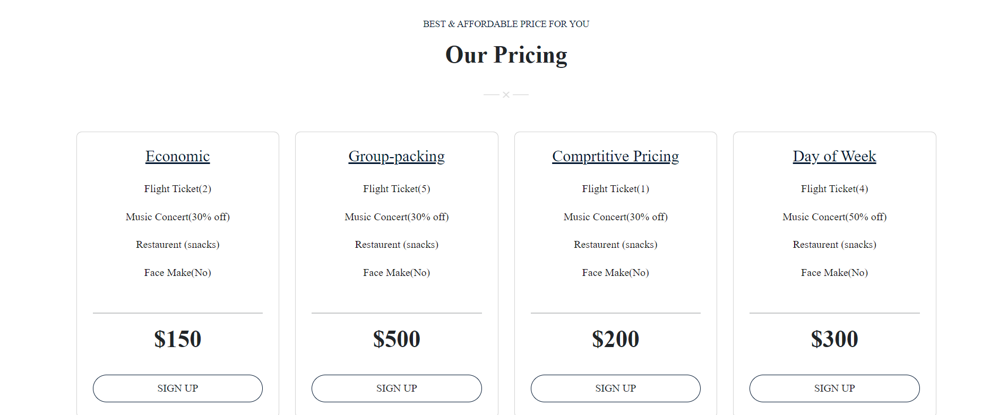 BEST & AFFORDABLE PRICE FOR YOU
Our Pricing
Economic
Flight Ticket(2)
Music Concert(30% off)
Restaurent (snacks)
Face Make(No)
$150
SIGN UP
Group-packing
Flight Ticket(5)
Music Concert(30% off)
Restaurent (snacks)
Face Make(No)
$500
SIGN UP
Comprtitive Pricing
Flight Ticket(1)
Music Concert(30% off)
Restaurent (snacks)
Face Make(No)
$200
SIGN UP
Day of Week
Flight Ticket(4)
Music Concert(50% off)
Restaurent (snacks)
Face Make(No)
$300
SIGN UP